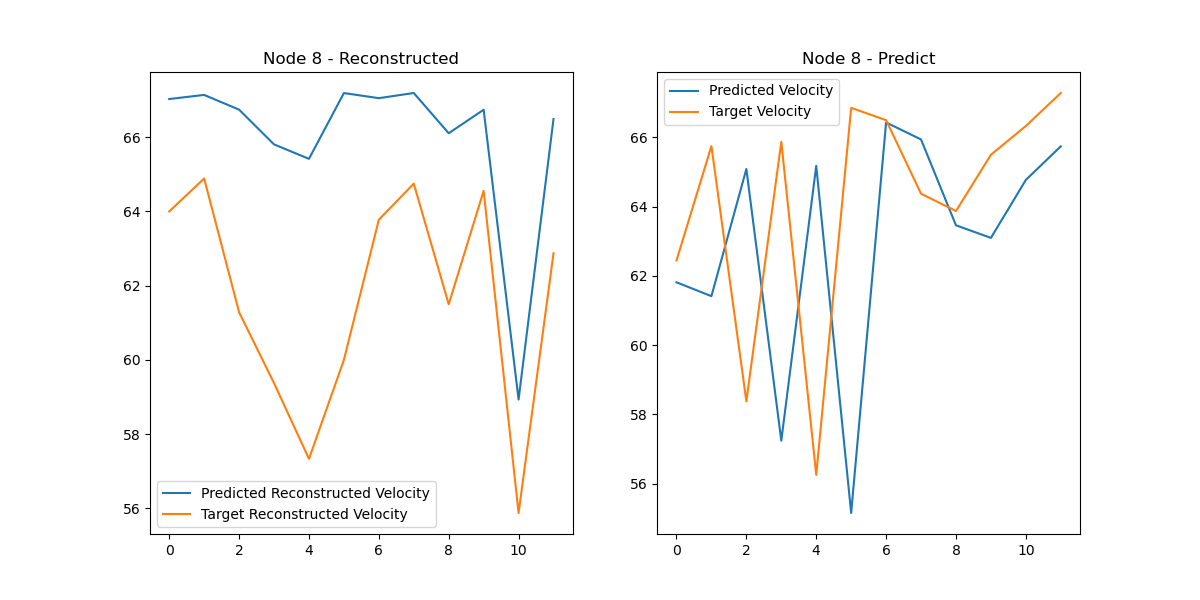 Node 8 - Reconstructed
66
64
62
60
58
56
Predicted Reconstructed Velocity
Target Reconstructed Velocity
0 2 4 6 8 10
Node 8 - Predict
Predicted Velocity
Target Velocity
66
64
62
60
58
56
0 2 4 6 8 10